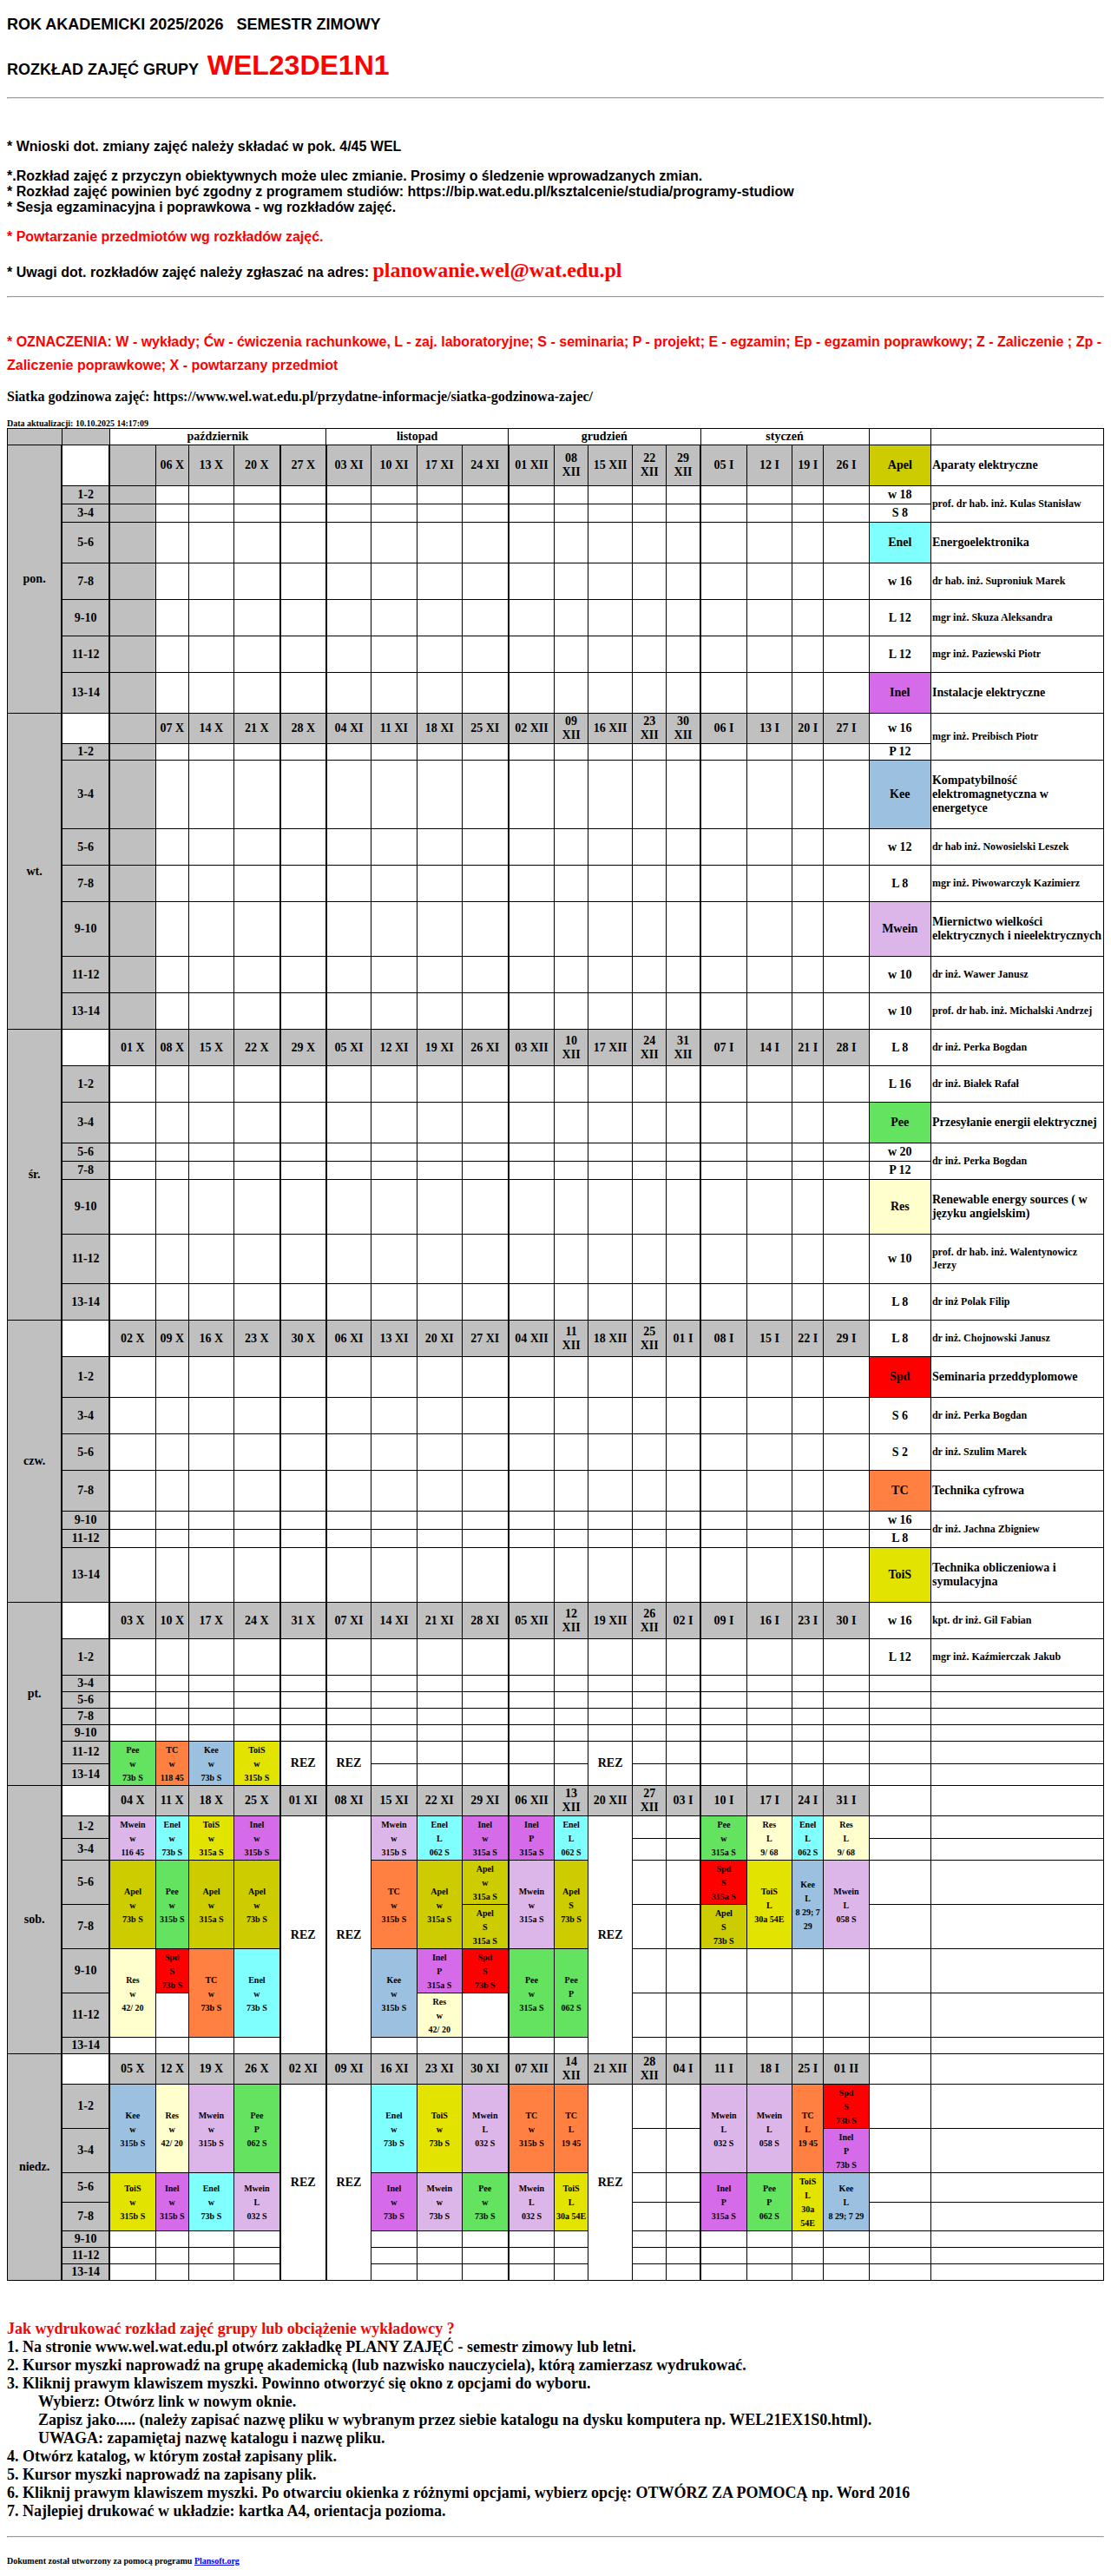 ROK AKADEMICKI 2025/2026 SEMESTR ZIMOWY
ROZKŁAD ZAJĘĆ GRUPY WEL23DE1N1
* Wnioski dot. zmiany zajęć należy składać w pok. 4/45 WEL
*.Rozkład zajęć z przyczyn obiektywnych może ulec zmianie. Prosimy o śledzenie wprowadzanych zmian.
* Rozkład zajęć powinien być zgodny z programem studiów: https://bip.wat.edu.pl/ksztalcenie/studia/programy-studiow
* Sesja egzaminacyjna i poprawkowa - wg rozkładów zajęć.
* Powtarzanie przedmiotów wg rozkładów zajęć.
* Uwagi dot. rozkładów zajęć należy zgłaszać na adres: planowanie.wel@wat.edu.pl
* OZNACZENIA: W - wykłady; Ćw - ćwiczenia rachunkowe, L - zaj. laboratoryjne; S - seminaria; P - projekt; E - egzamin; Ep - egzamin poprawkowy; Z - Zaliczenie ; Zp -
Zaliczenie poprawkowe; X - powtarzany przedmiot
Siatka godzinowa zajęć: https://www.wel.wat.edu.pl/przydatne-informacje/siatka-godzinowa-zajec/
Data aktualizacji: 10.10.2025 14:17:09
październik listopad grudzień styczeń
pon. 06 X 13 X 20 X 27 X 03 XI 10 XI 17 XI 24 XI 01 XII 08 XII 15 XII 22 XII 29 XII 05 I 12 I 19 I 26 I Apel Aparaty elektryczne
1-2 w 18 prof. dr hab. inż. Kulas Stanisław
3-4 S 8
5-6 Enel Energoelektronika
7-8 w 16 dr hab. inż. Suproniuk Marek
9-10 L 12 mgr inż. Skuza Aleksandra
11-12 L 12 mgr inż. Paziewski Piotr
13-14 Inel Instalacje elektryczne
wt. 07 X 14 X 21 X 28 X 04 XI 11 XI 18 XI 25 XI 02 XII 09 XII 16 XII 23 XII 30 XII 06 I 13 I 20 I 27 I w 16 mgr inż. Preibisch Piotr
1-2 P 12
3-4 Kee Kompatybilność elektromagnetyczna w energetyce
5-6 w 12 dr hab inż. Nowosielski Leszek
7-8 L 8 mgr inż. Piwowarczyk Kazimierz
9-10 Mwein Miernictwo wielkości elektrycznych i nieelektrycznych
11-12 w 10 dr inż. Wawer Janusz
13-14 w 10 prof. dr hab. inż. Michalski Andrzej
śr. 01 X 08 X 15 X 22 X 29 X 05 XI 12 XI 19 XI 26 XI 03 XII 10 XII 17 XII 24 XII 31 XII 07 I 14 I 21 I 28 I L 8 dr inż. Perka Bogdan
1-2 L 16 dr inż. Białek Rafał
3-4 Pee Przesyłanie energii elektrycznej
5-6 w 20 dr inż. Perka Bogdan
7-8 P 12
9-10 Res Renewable energy sources ( w języku angielskim)
11-12 w 10 prof. dr hab. inż. Walentynowicz Jerzy
13-14 L 8 dr inż Polak Filip
czw. 02 X 09 X 16 X 23 X 30 X 06 XI 13 XI 20 XI 27 XI 04 XII 11 XII 18 XII 25 XII 01 I 08 I 15 I 22 I 29 I L 8 dr inż. Chojnowski Janusz
1-2 Spd Seminaria przeddyplomowe
3-4 S 6 dr inż. Perka Bogdan
5-6 S 2 dr inż. Szulim Marek
7-8 TC Technika cyfrowa
9-10 w 16 dr inż. Jachna Zbigniew
11-12 L 8
13-14 ToiS Technika obliczeniowa i symulacyjna
pt. 03 X 10 X 17 X 24 X 31 X 07 XI 14 XI 21 XI 28 XI 05 XII 12 XII 19 XII 26 XII 02 I 09 I 16 I 23 I 30 I w 16 kpt. dr inż. Gil Fabian
1-2 L 12 mgr inż. Kaźmierczak Jakub
3-4
5-6
7-8
9-10
11-12 Pee w 73b S TC w 118 45 Kee w 73b S ToiS w 315b S REZ REZ REZ
13-14
sob. 04 X 11 X 18 X 25 X 01 XI 08 XI 15 XI 22 XI 29 XI 06 XII 13 XII 20 XII 27 XII 03 I 10 I 17 I 24 I 31 I
1-2 Mwein w 116 45 Enel w 73b S ToiS w 315a S Inel w 315b S REZ REZ Mwein w 315b S Enel L 062 S Inel w 315a S Inel P 315a S Enel L 062 S REZ Pee w 315a S Res L 9/ 68 Enel L 062 S Res L 9/ 68
3-4
5-6 Apel w 73b S Pee w 315b S Apel w 315a S Apel w 73b S TC w 315b S Apel w 315a S Apel w 315a S Mwein w 315a S Apel S 73b S Spd S 315a S ToiS L 30a 54E Kee L 8 29; 7 29 Mwein L 058 S
7-8 Apel S 315a S Apel S 73b S
9-10 Res w 42/ 20 Spd S 73b S TC w 73b S Enel w 73b S Kee w 315b S Inel P 315a S Spd S 73b S Pee w 315a S Pee P 062 S
11-12 Res w 42/ 20
13-14
niedz. 05 X 12 X 19 X 26 X 02 XI 09 XI 16 XI 23 XI 30 XI 07 XII 14 XII 21 XII 28 XII 04 I 11 I 18 I 25 I 01 II
1-2 Kee w 315b S Res w 42/ 20 Mwein w 315b S Pee P 062 S REZ REZ Enel w 73b S ToiS w 73b S Mwein L 032 S TC w 315b S TC L 19 45 REZ Mwein L 032 S Mwein L 058 S TC L 19 45 Spd S 73b S
3-4 Inel P 73b S
5-6 ToiS w 315b S Inel w 315b S Enel w 73b S Mwein L 032 S Inel w 73b S Mwein w 73b S Pee w 73b S Mwein L 032 S ToiS L 30a 54E Inel P 315a S Pee P 062 S ToiS L 30a 54E Kee L 8 29; 7 29
7-8
9-10
11-12
13-14
Jak wydrukować rozkład zajęć grupy lub obciążenie wykładowcy ?
1. Na stronie www.wel.wat.edu.pl otwórz zakładkę PLANY ZAJĘĆ - semestr zimowy lub letni.
2. Kursor myszki naprowadź na grupę akademicką (lub nazwisko nauczyciela), którą zamierzasz wydrukować.
3. Kliknij prawym klawiszem myszki. Powinno otworzyć się okno z opcjami do wyboru.
Wybierz: Otwórz link w nowym oknie.
Zapisz jako..... (należy zapisać nazwę pliku w wybranym przez siebie katalogu na dysku komputera np. WEL21EX1S0.html).
UWAGA: zapamiętaj nazwę katalogu i nazwę pliku.
4. Otwórz katalog, w którym został zapisany plik.
5. Kursor myszki naprowadź na zapisany plik.
6. Kliknij prawym klawiszem myszki. Po otwarciu okienka z różnymi opcjami, wybierz opcję: OTWÓRZ ZA POMOCĄ np. Word 2016
7. Najlepiej drukować w układzie: kartka A4, orientacja pozioma.
Dokument został utworzony za pomocą programu Plansoft.org